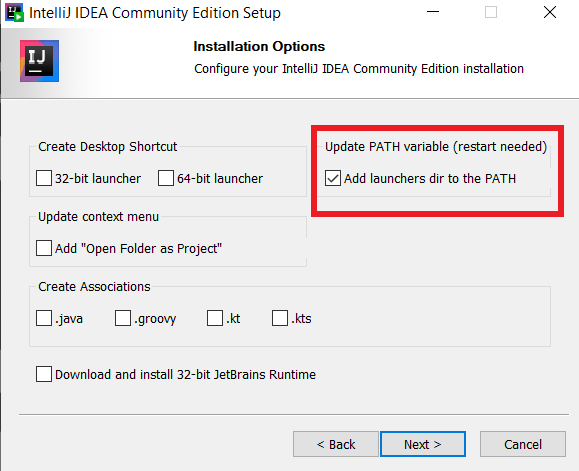 IntelliJ IDEA Community Edition Setup
IJ
Installation Options
Configure your IntelliJ IDEA Community Edition installation
Create Desktop Shortcut
32-bit launcher
64-bit launcher
Update PATH variable (restart needed)
Add launchers dir to the PATH
Update context menu
Add "Open Folder as Project"
Create Associations
.java
.groovy
.kt
.kts
Download and install 32-bit JetBrains Runtime
< Back
Next >
Cancel